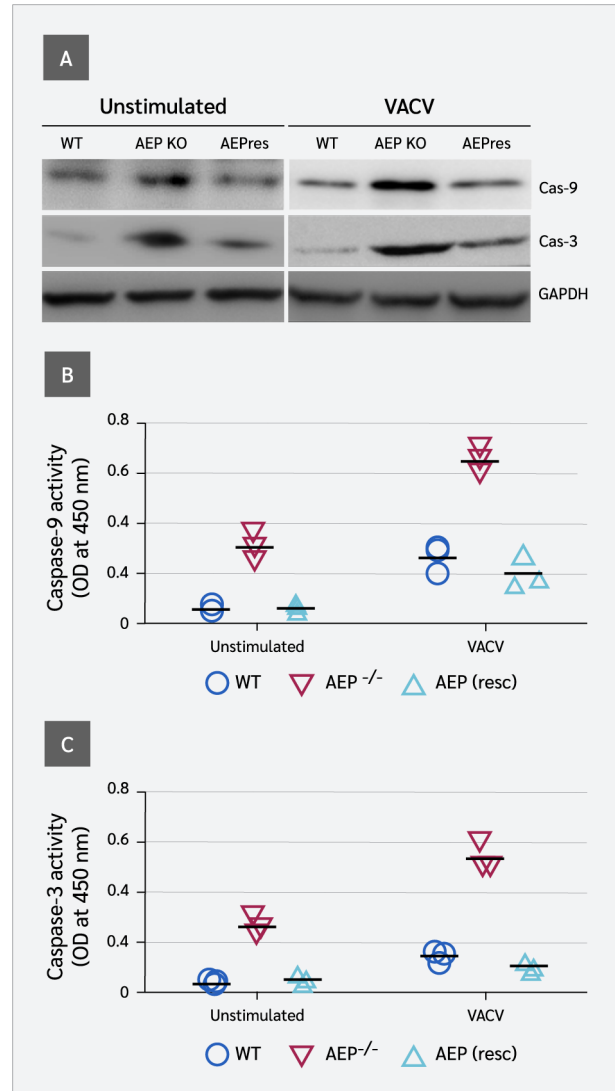 A
Unstimulated VACV
WT AEP KO AEPres WT AEP KO AEPres
Cas-9
Cas-3
GAPDH
B
Caspase-9 activity
(OD at 450 nm)
0.8
0.6
0.4
0.4
0
Unstimulated VACV
WT AEP -/- AEP (resc)
C
Caspase-3 activity
(OD at 450 nm)
0.8
0.6
0.4
0.4
0
Unstimulated VACV
WT AEP-/- AEP (resc)